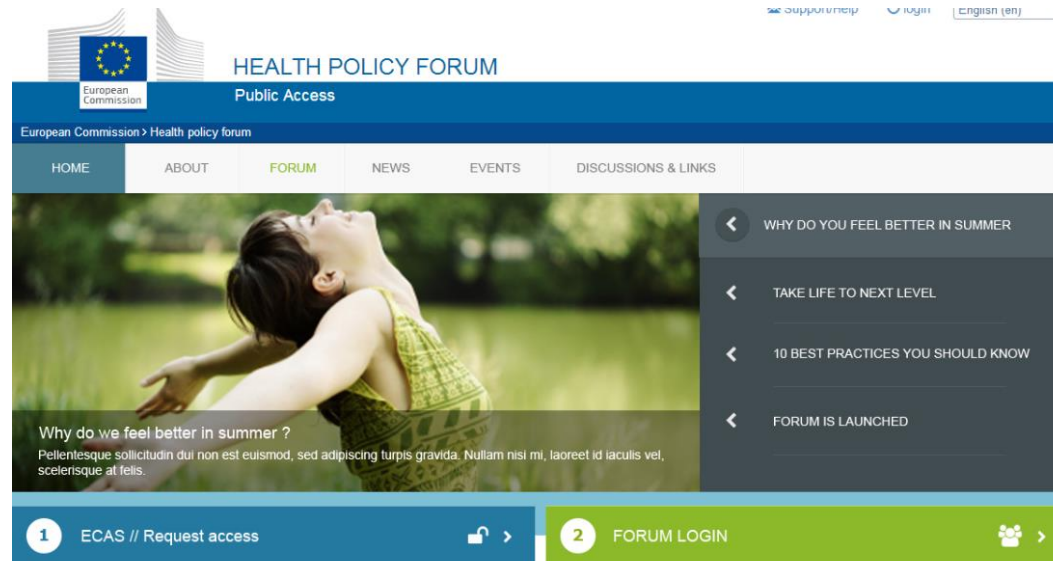 Support/Help login English (en)
European
Commission
HEALTH POLICY FORUM
Public Access
European Commission > Health policy forum
HOME ABOUT FORUM NEWS EVENTS DISCUSSIONS & LINKS
WHY DO YOU FEEL BETTER IN SUMMER
TAKE LIFE TO NEXT LEVEL
10 BEST PRACTICES YOU SHOULD KNOW
FORUM IS LAUNCHED
Why do we feel better in summer ?
Pellentesque sollicitudin dui non est euismod, sed adipiscing turpis gravida. Nullam nisi mi, laoreet id iaculis vel,
scelerisque at felis.
1 ECAS // Request access
2 FORUM LOGIN